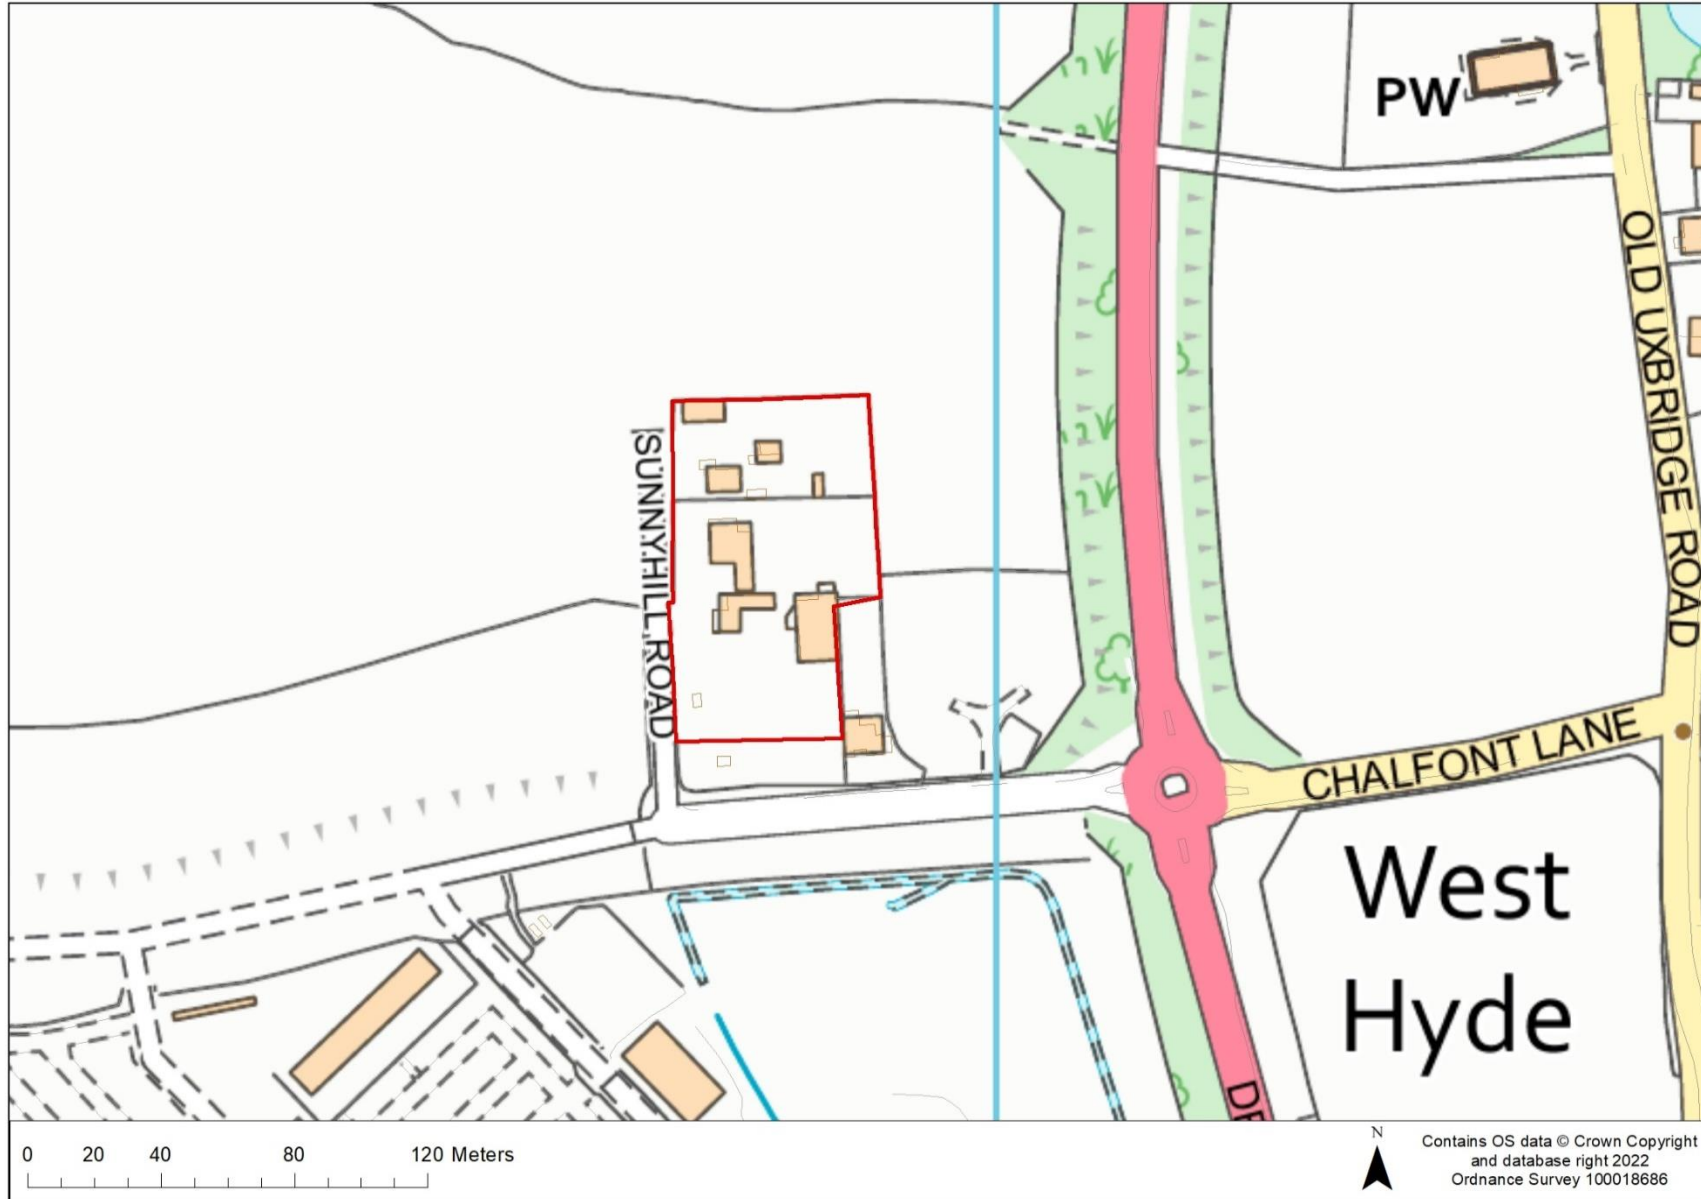 PW
OLD UXBRIDGE ROAD
SUNNYHILL ROAD
CHALFONT LANE
West
Hyde
0 20 40 80 120 Meters
N
Contains OS data © Crown Copyright
and database right 2022
Ordnance Survey 100018686